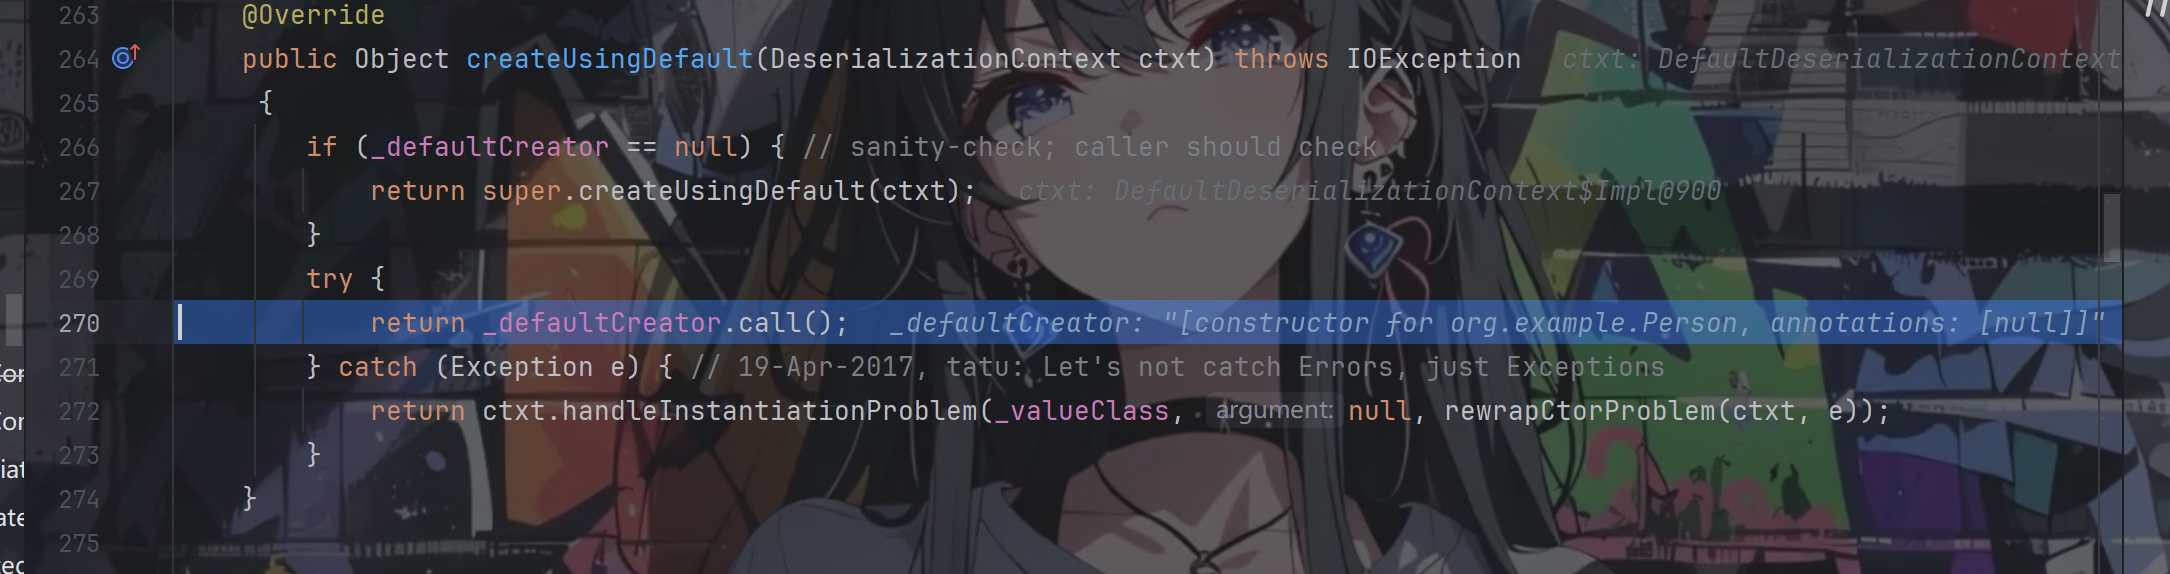 263 @Override
264 public Object createUsingDefault(DeserializationContext ctxt) throws IOException ctxt: DefaultDeserializationContext
265 {
266 if (_defaultCreator == null) { // sanity-check; caller should check
267 return super.createUsingDefault(ctxt); ctxt: DefaultDeserializationContext$Impl@900
268 }
269 try {
270 return _defaultCreator.call(); _defaultCreator: "[constructor for org.example.Person, annotations: [null]]"
271 } catch (Exception e) { // 19-Apr-2017, tatu: Let's not catch Errors, just Exceptions
272 return ctxt.handleInstantiationProblem(_valueClass, argument: null, rewrapCtorProblem(ctxt, e));
273 }
274 }
275
Cor
Cor
iat
ate
tec